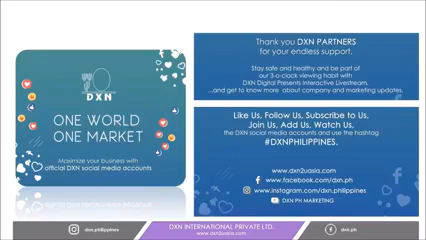 DXN
ONE WORLD
ONE MARKET
Maximize your business with
official DXN social media accounts
Thank you DXN PARTNERS
for your endless support.
Stay safe and healthy and be part of
our 3-o-clock viewing habit with
DXN Digital Presents Interactive Livestream.
...and get to know more about company and marketing updates.
Like Us, Follow Us, Subscribe to Us,
Join Us, Add Us, Watch Us,
the DXN social media accounts and use the hashtag
#DXNPHILIPPINES.
www.dxn2uasia.com
www.facebook.com/dxn.ph
www.instagram.com/dxn.philippines
DXN PH MARKETING
dxn.philippines
DXN INTERNATIONAL PRIVATE LTD.
www.dxn2uasia.com
dxn.ph